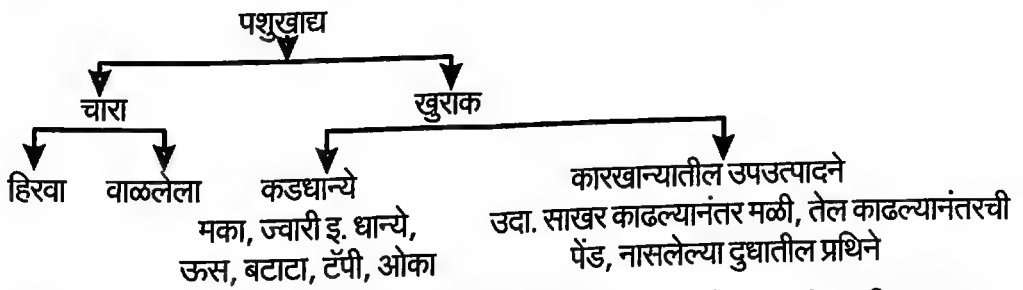 पशुखाद्य
चारा खुराक
हिरवा वाळलेला कडधान्ये कारखान्यातील उपउत्पादने
मका, ज्वारी इ. धान्ये, उदा. साखर काढल्यानंतर मळी, तेल काढल्यानंतरची
ऊस, बटाटा, टॅपी, ओका पेंड, नासलेल्या दुधातील प्रथिने